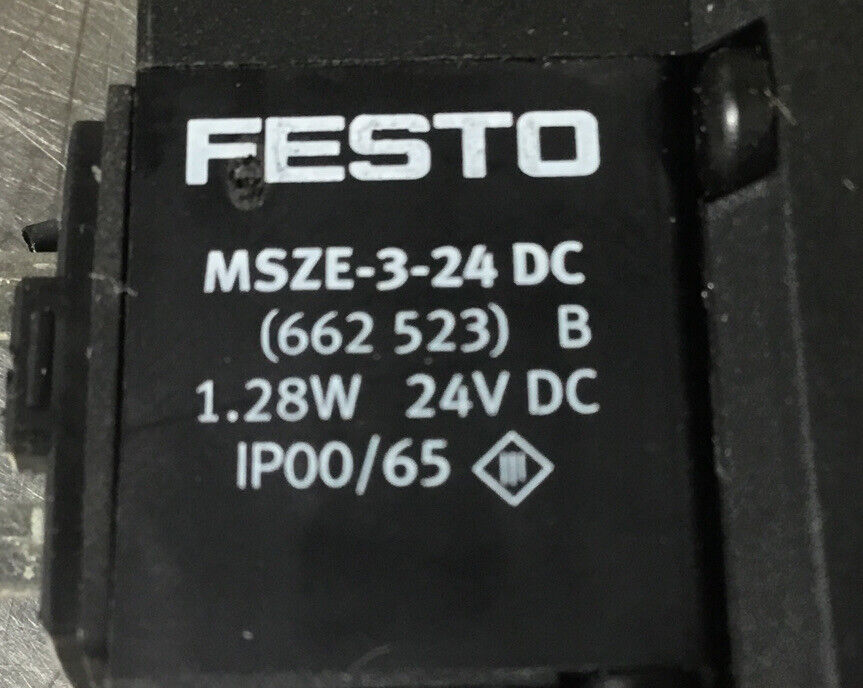 FESTO
MSZE-3-24 DC
(662 523) B
1.28W 24V DC
IP00/65